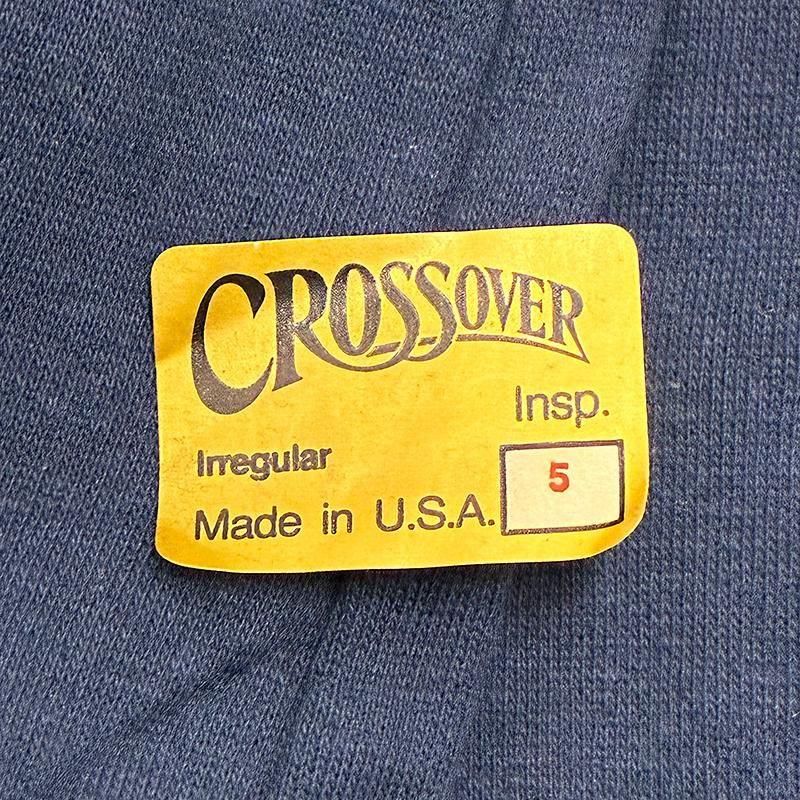 CROSSOVER
Insp.
Irregular
5
Made in U.S.A.